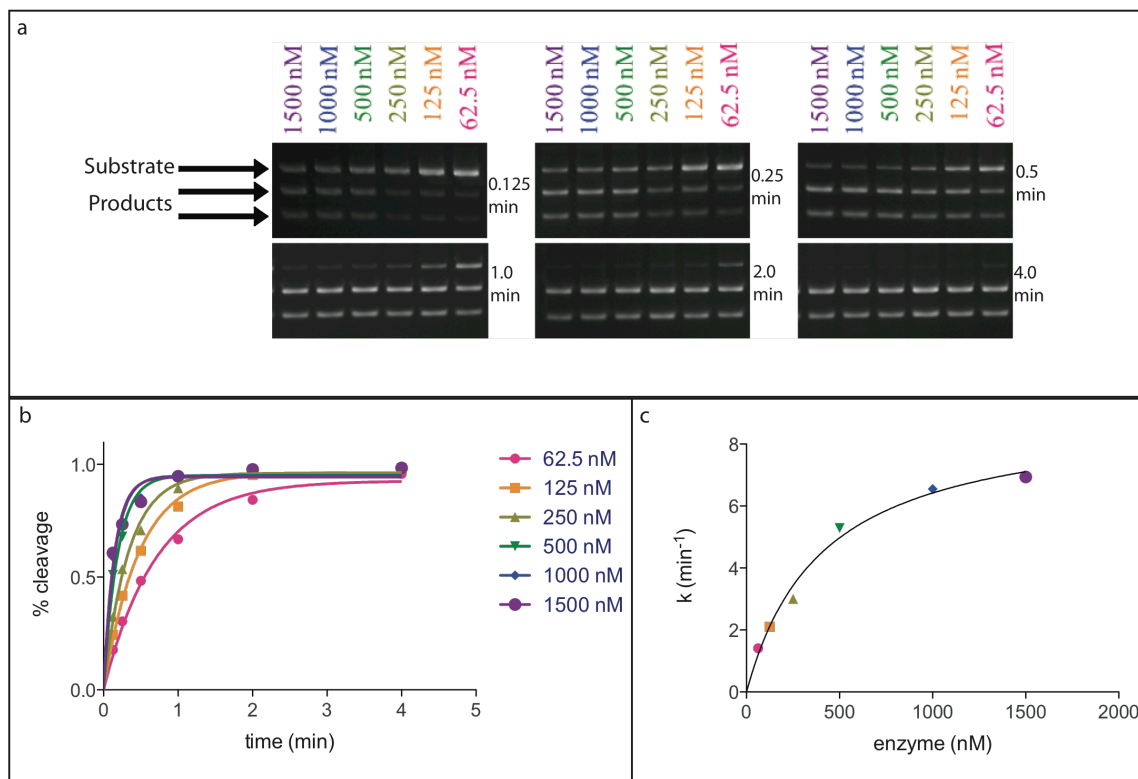 a
1500 nM
1000 nM
500 nM
250 nM
125 nM
62.5 nM
1500 nM
1000 nM
500 nM
250 nM
125 nM
62.5 nM
1500 nM
1000 nM
500 nM
250 nM
125 nM
62.5 nM
Substrate
Products
0.125
min
0.25
min
0.5
min
1.0
min
2.0
min
4.0
min
b
% cleavage
1.0
0.5
0.0
0 1 2 3 4 5
time (min)
62.5 nM
125 nM
250 nM
500 nM
1000 nM
1500 nM
c
k (min⁻¹)
8
6
4
2
0
0 500 1000 1500 2000
enzyme (nM)